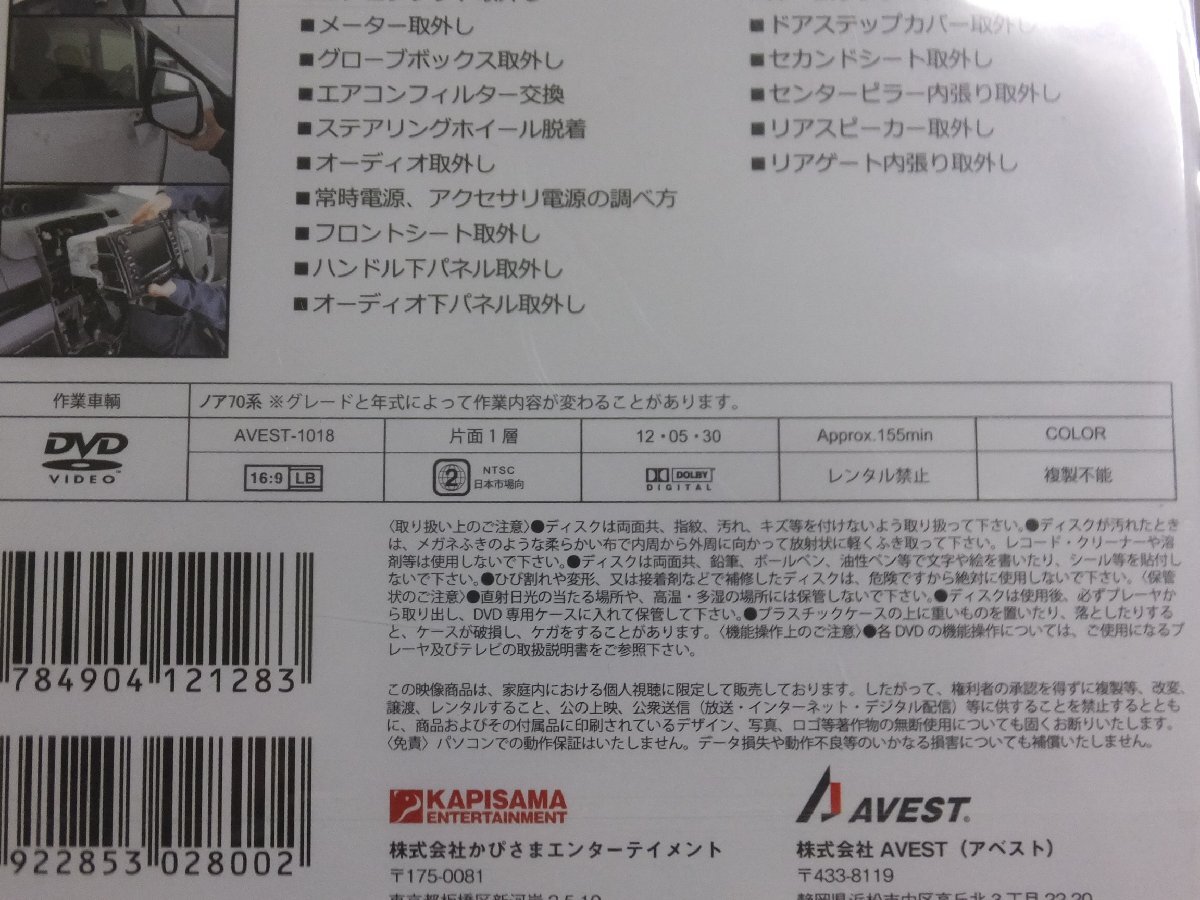 ■メーター取外し
■グローブボックス取外し
■エアコンフィルター交換
■ステアリングホイール脱着
■オーディオ取外し
■常時電源、アクセサリ電源の調べ方
■フロントシート取外し
■ハンドル下パネル取外し
■オーディオ下パネル取外し
■ドアステップカバー取外し
■セカンドシート取外し
■センターピラー内張り取外し
■リアスピーカー取外し
■リアゲート内張り取外し
作業車輌 ノア70系 ※グレードと年式によって作業内容が変わることがあります。
DVD VIDEO™
AVEST-1018 片面1層 12・05・30 Approx.155min COLOR
16:9 LB 2 NTSC 日本市場向 DOLBY DIGITAL レンタル禁止 複製不能
〈取り扱い上のご注意〉●ディスクは両面共、指紋、汚れ、キズ等を付けないよう取り扱って下さい。●ディスクが汚れたとき
は、メガネふきのような柔らかい布で内周から外周に向かって放射状に軽くふき取って下さい。レコード・クリーナーや溶
剤等は使用しないで下さい。●ディスクは両面共、鉛筆、ボールペン、油性ペン等で文字や絵を書いたり、シール等を貼付し
ないで下さい。●ひび割れや変形、又は接着剤などで補修したディスクは、危険ですから絶対に使用しないで下さい。〈保管
状のご注意〉●直射日光の当たる場所や、高温・多湿の場所には保管しないで下さい。●ディスクは使用後、必ずプレーヤか
ら取り出し、DVD専用ケースに入れて保管して下さい。●プラスチックケースの上に重いものを置いたり、落としたりする
と、ケースが破損し、ケガをすることがあります。〈機能操作上のご注意〉●各DVDの機能操作については、ご使用になるプ
レーヤ及びテレビの取扱説明書をご参照下さい。
この映像商品は、家庭内における個人視聴に限定して販売しております。したがって、権利者の承認を得ずに複製等、改変、
譲渡、レンタルすること、公の上映、公衆送信（放送・インターネット・デジタル配信）等に供することを禁止するととも
に、商品およびその付属品に印刷されているデザイン、写真、ロゴ等著作物の無断使用についても固くお断りいたします。
〈免責〉パソコンでの動作保証はいたしません。データ損失や動作不良等のいかなる損害についても補償いたしません。
784904 121283
922853 028002
KAPISAMA
ENTERTAINMENT
株式会社かぴさまエンターテイメント
〒175-0081
東京都板橋区新河岸2-5-10
AVEST®
株式会社 AVEST（アベスト）
〒433-8119
静岡県浜松市中区高丘北3丁目22-20